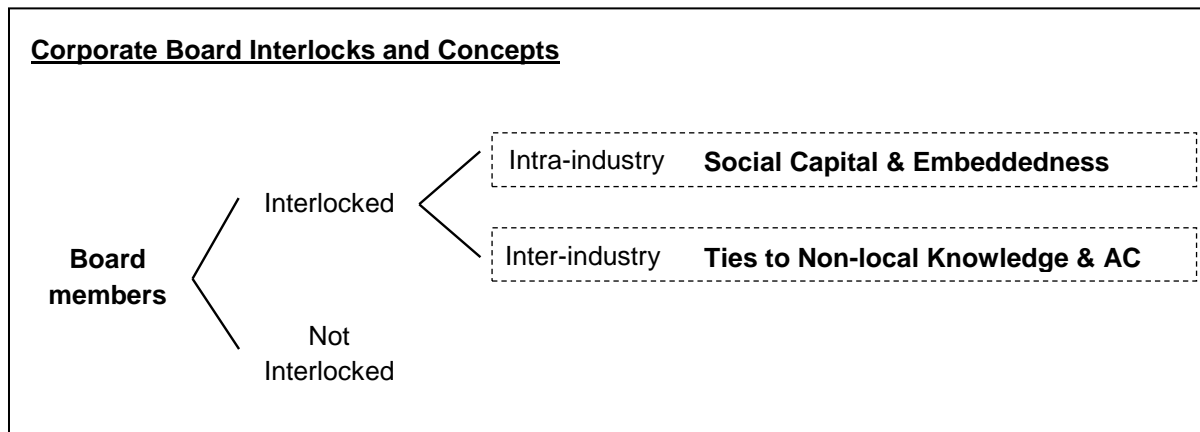 Corporate Board Interlocks and Concepts
Intra-industry Social Capital & Embeddedness
Interlocked
Inter-industry Ties to Non-local Knowledge & AC
Board
members
Not
Interlocked